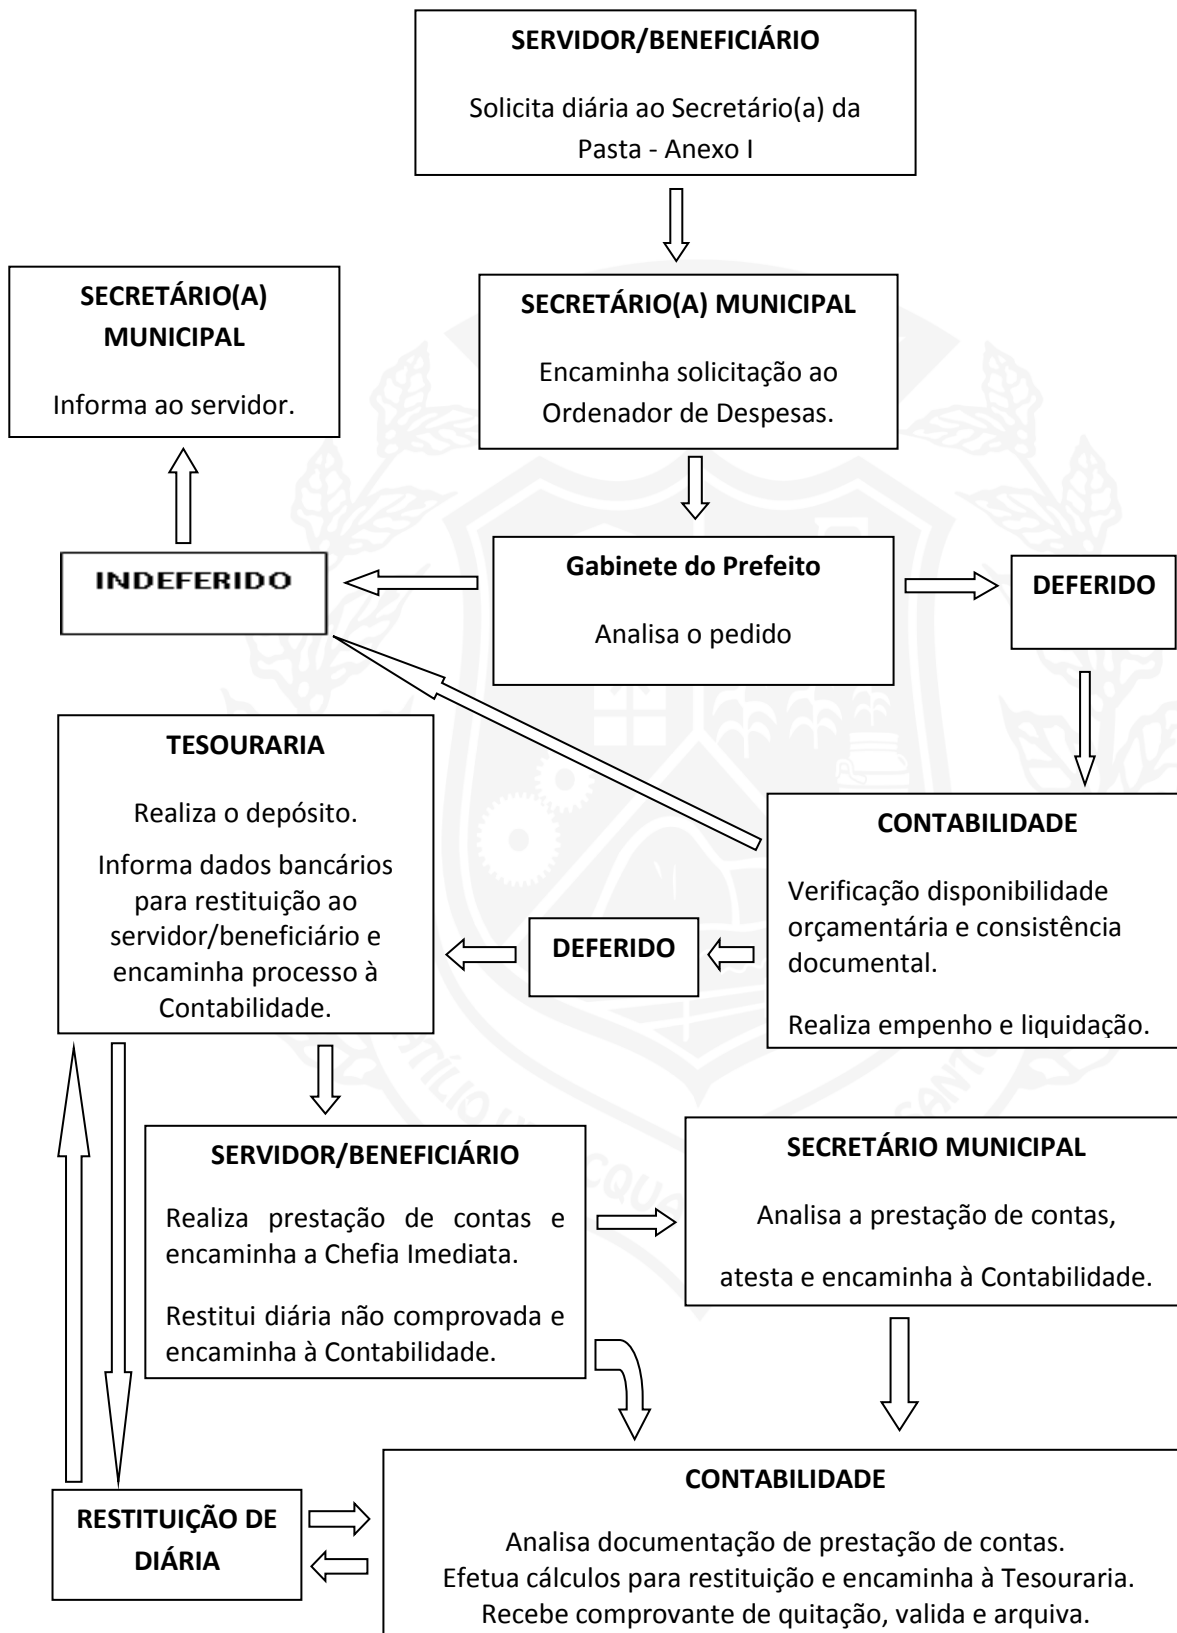 SERVIDOR/BENEFICIÁRIO
Solicita diária ao Secretário(a) da
Pasta - Anexo I
SECRETÁRIO(A)
MUNICIPAL
Informa ao servidor.
SECRETÁRIO(A) MUNICIPAL
Encaminha solicitação ao
Ordenador de Despesas.
INDEFERIDO
Gabinete do Prefeito
Analisa o pedido
DEFERIDO
TESOURARIA
Realiza o depósito.
Informa dados bancários
para restituição ao
servidor/beneficiário e
encaminha processo à
Contabilidade.
DEFERIDO
CONTABILIDADE
Verificação disponibilidade
orçamentária e consistência
documental.
Realiza empenho e liquidação.
SERVIDOR/BENEFICIÁRIO
Realiza prestação de contas e
encaminha a Chefia Imediata.
Restitui diária não comprovada e
encaminha à Contabilidade.
SECRETÁRIO MUNICIPAL
Analisa a prestação de contas,
atesta e encaminha à Contabilidade.
RESTITUIÇÃO DE
DIÁRIA
CONTABILIDADE
Analisa documentação de prestação de contas.
Efetua cálculos para restituição e encaminha à Tesouraria.
Recebe comprovante de quitação, valida e arquiva.